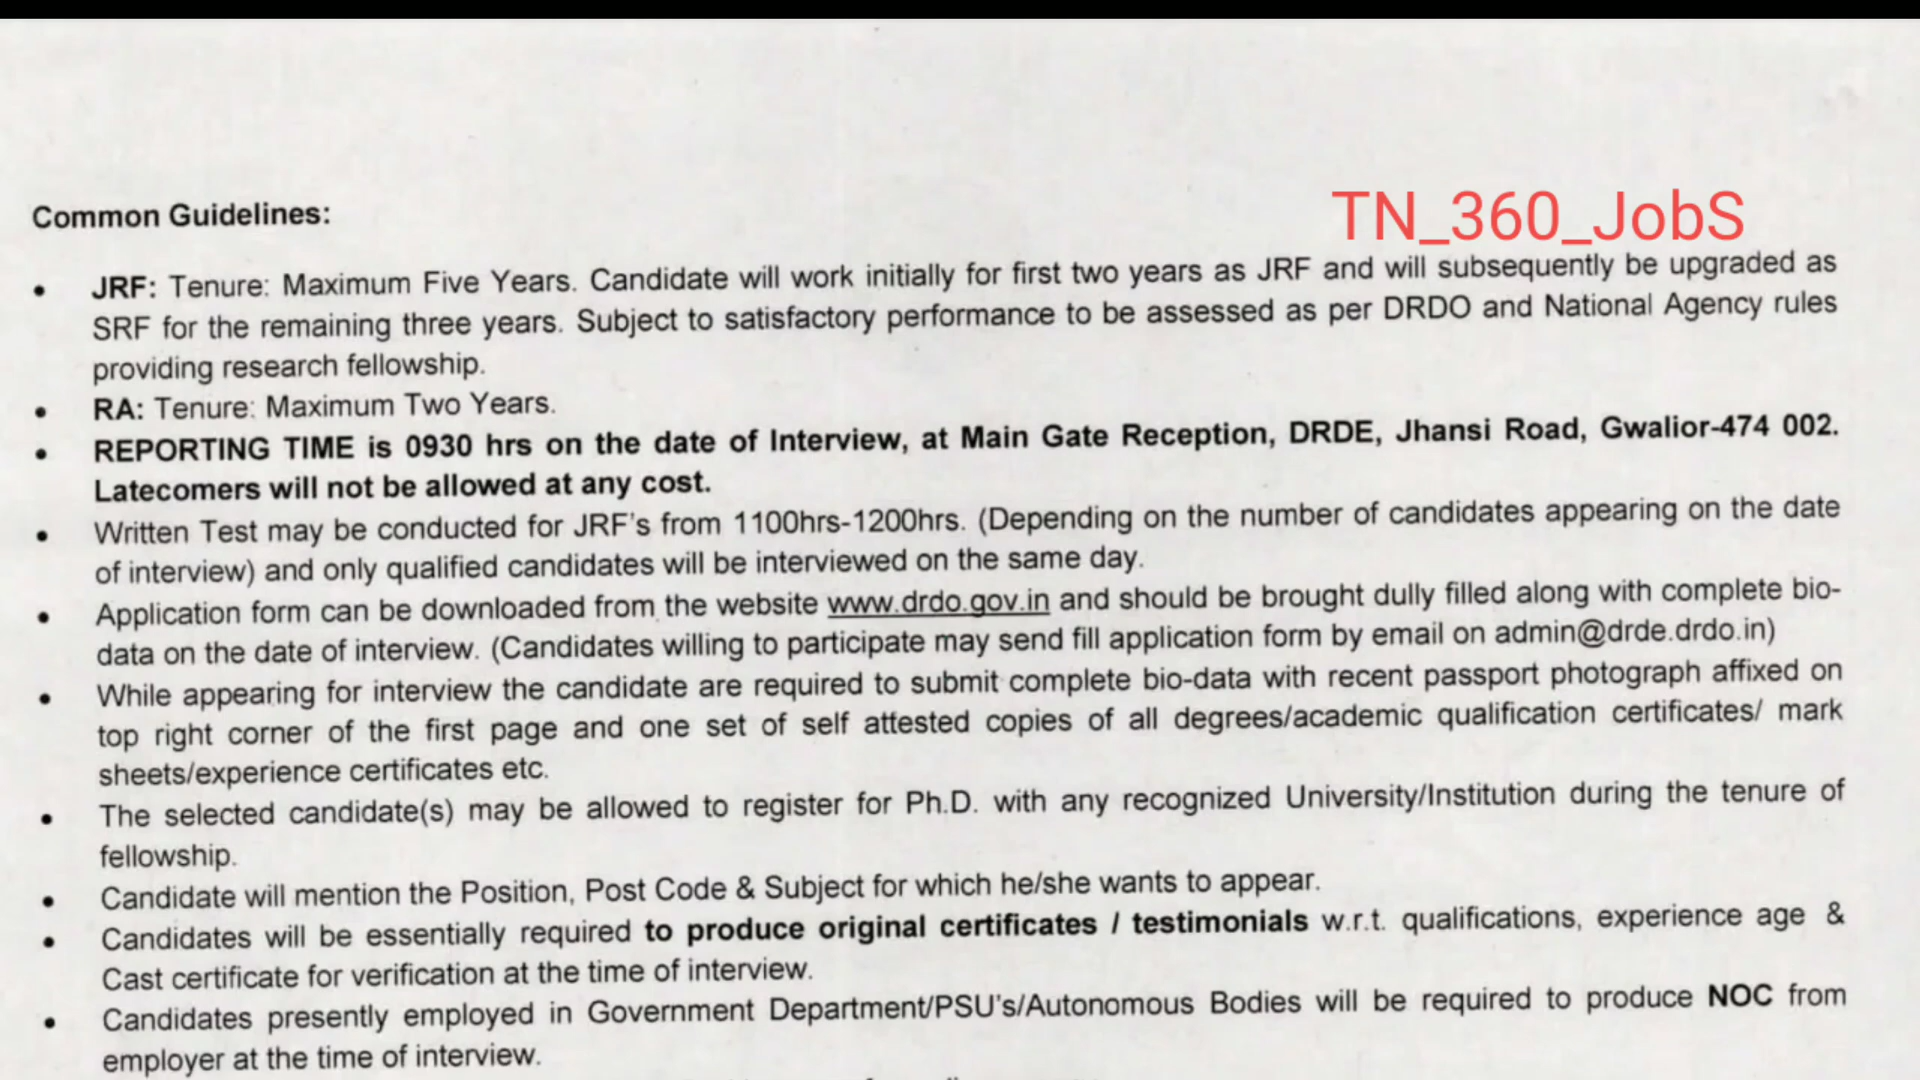 TN_360_JobS
Common Guidelines:
• JRF: Tenure: Maximum Five Years. Candidate will work initially for first two years as JRF and will subsequently be upgraded as
SRF for the remaining three years. Subject to satisfactory performance to be assessed as per DRDO and National Agency rules
providing research fellowship.
• RA: Tenure: Maximum Two Years.
• REPORTING TIME is 0930 hrs on the date of Interview, at Main Gate Reception, DRDE, Jhansi Road, Gwalior-474 002.
Latecomers will not be allowed at any cost.
• Written Test may be conducted for JRF's from 1100hrs-1200hrs. (Depending on the number of candidates appearing on the date
of interview) and only qualified candidates will be interviewed on the same day.
• Application form can be downloaded from the website www.drdo.gov.in and should be brought dully filled along with complete bio-
data on the date of interview. (Candidates willing to participate may send fill application form by email on admin@drde.drdo.in)
• While appearing for interview the candidate are required to submit complete bio-data with recent passport photograph affixed on
top right corner of the first page and one set of self attested copies of all degrees/academic qualification certificates/ mark
sheets/experience certificates etc.
• The selected candidate(s) may be allowed to register for Ph.D. with any recognized University/Institution during the tenure of
fellowship.
• Candidate will mention the Position, Post Code & Subject for which he/she wants to appear.
• Candidates will be essentially required to produce original certificates / testimonials w.r.t. qualifications, experience age &
Cast certificate for verification at the time of interview.
• Candidates presently employed in Government Department/PSU's/Autonomous Bodies will be required to produce NOC from
employer at the time of interview.